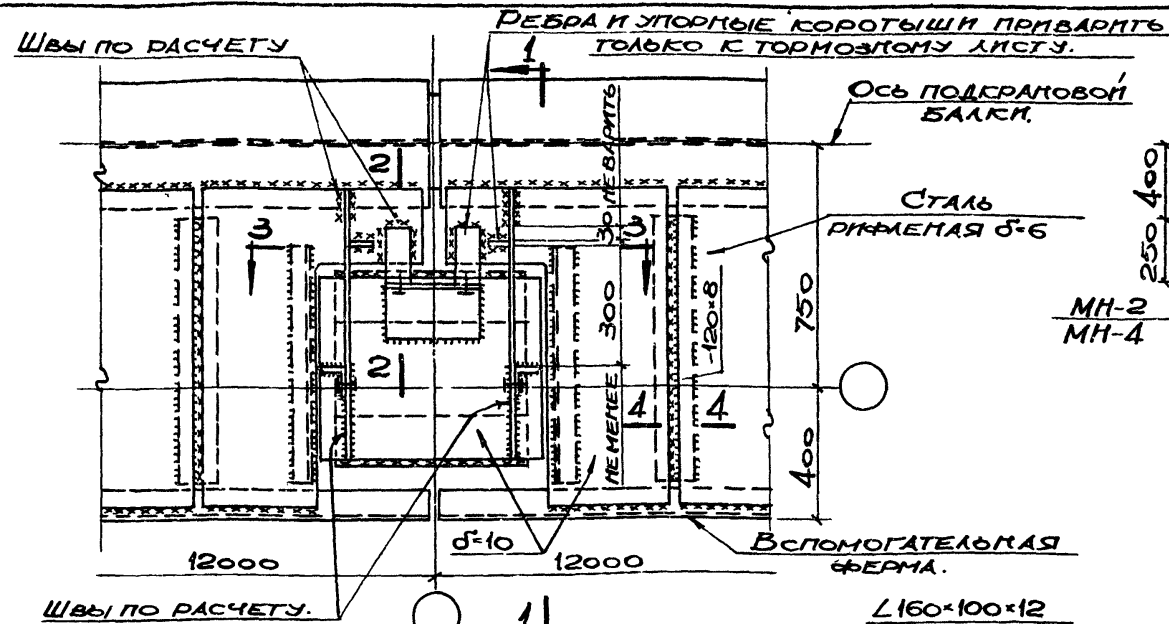 РЕБРА И УПОРНЫЕ КОРОТЫШИ ПРИВАРИТЬ
ТОЛЬКО К ТОРМОЗНОМУ ЛИСТУ.
ШВЫ ПО РАСЧЕТУ
1
ОСЬ ПОДКРАНОВОЙ
БАЛКИ.
30 НЕ ВАРИТЬ
2
400
250
СТАЛЬ
РИФЛЕНАЯ δ=6
3
3
МН-2
МН-4
300
-120×8
750
2
НЕ МЕНЕЕ
4
4
400
δ=10
ВСПОМОГАТЕЛЬНАЯ
ФЕРМА.
12000
12000
ШВЫ ПО РАСЧЕТУ.
1
L160×100×12